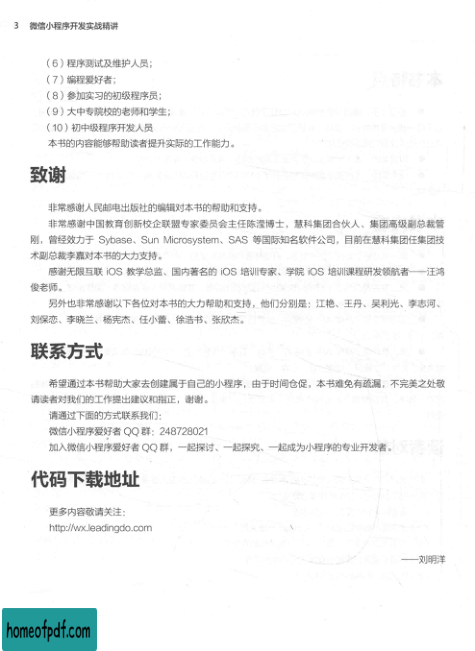 3 微信小程序开发实战精讲
（6）程序测试及维护人员；
（7）编程爱好者；
（8）参加实习的初级程序员；
（9）大中专院校的老师和学生；
（10）初中级程序开发人员
本书的内容能够帮助读者提升实际的工作能力。
致谢
非常感谢人民邮电出版社的编辑对本书的帮助和支持。
非常感谢中国教育创新校企联盟专家委员会主任陈滢博士，慧科集团合伙人、集团高级副总裁管
刚，曾经效力于 Sybase、Sun Microsystem、SAS 等国际知名软件公司，目前在慧科集团任集团技
术副总裁李嘉对本书的大力支持。
感谢无限互联 iOS 教学总监、国内著名的 iOS 培训专家、学院 iOS 培训课程研发领航者——汪鸿
俊老师。
另外也非常感谢以下各位对本书的大力帮助和支持，他们分别是：江艳、王丹、吴利光、李志河、
刘保恋、李晓兰、杨宪杰、任小蕾、徐浩书、张欣杰。
联系方式
希望通过本书帮助大家去创建属于自己的小程序，由于时间仓促，本书难免有疏漏，不完美之处敬
请读者对我们的工作提出建议和指正，谢谢。
请通过下面的方式联系我们：
微信小程序爱好者 QQ 群：248728021
加入微信小程序爱好者 QQ 群，一起探讨、一起探究、一起成为小程序的专业开发者。
代码下载地址
更多内容敬请关注：
http://wx.leadingdo.com
——刘明洋
homeofpdf.com